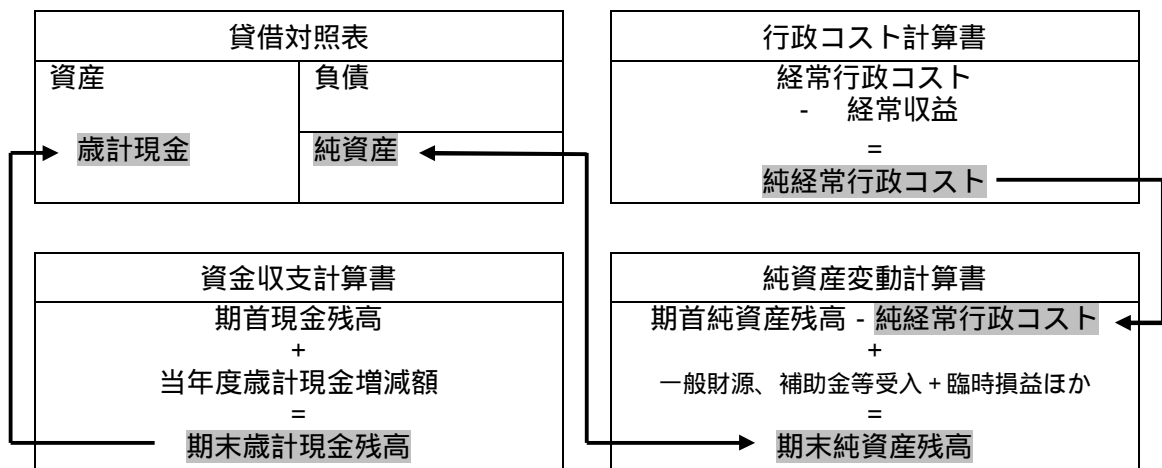 貸借対照表
資産
負債
歳計現金
純資産
行政コスト計算書
経常行政コスト
- 経常収益
=
純経常行政コスト
資金収支計算書
期首現金残高
+
当年度歳計現金増減額
=
期末歳計現金残高
純資産変動計算書
期首純資産残高 - 純経常行政コスト
+
一般財源、補助金等受入 + 臨時損益ほか
=
期末純資産残高